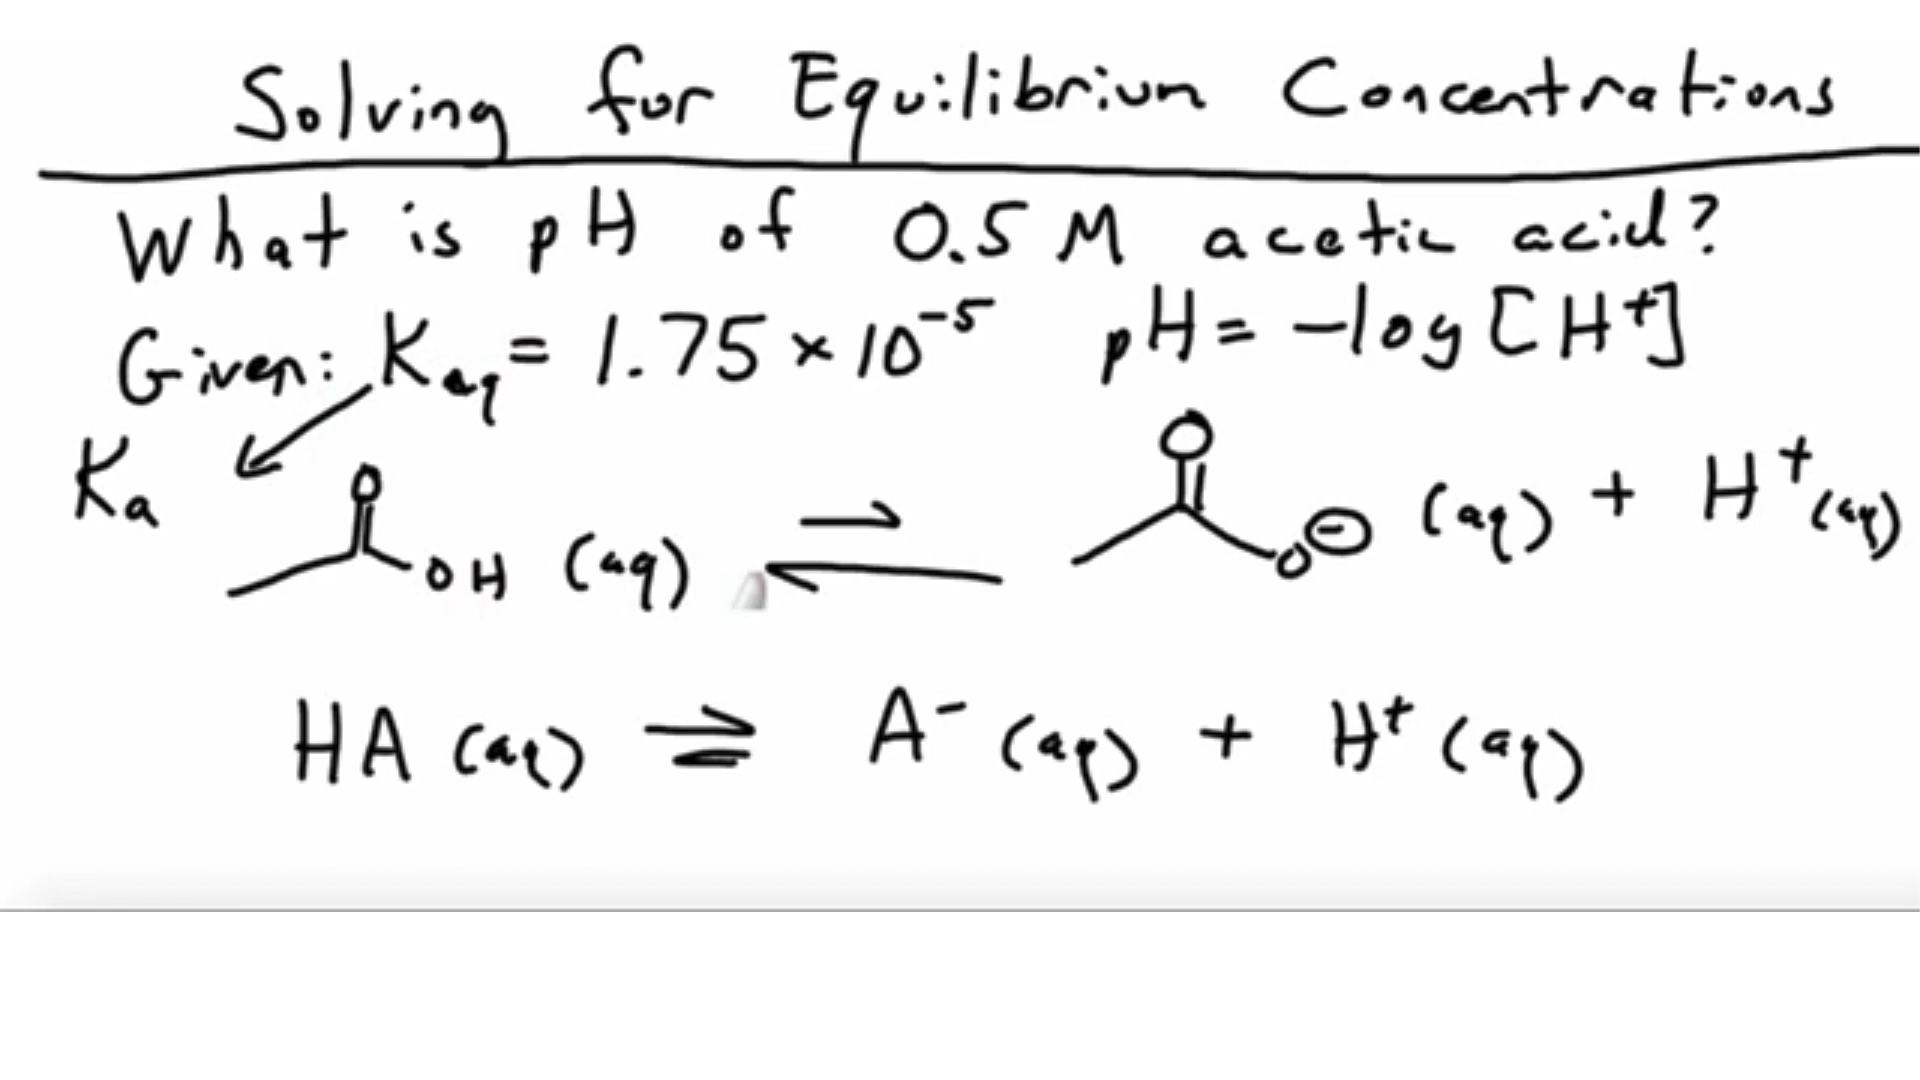 Solving for Equilibrium Concentrations
What is pH of 0.5 M acetic acid?
Given: Keq = 1.75 × 10⁻⁵ pH = -log [H⁺]
Ka
O
OH (aq) ⇌ O O⊖ (aq) + H⁺(aq)
HA (aq) ⇌ A⁻ (aq) + H⁺ (aq)